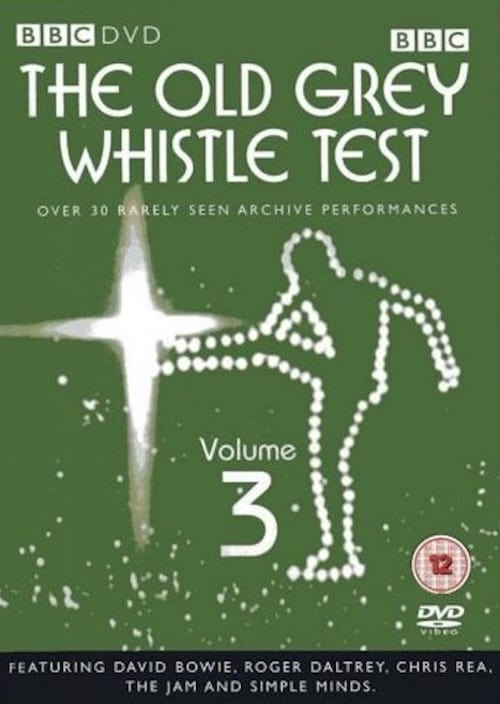 BBC DVD
BBC
THE OLD GREY
WHISTLE TEST
OVER 30 RARELY SEEN ARCHIVE PERFORMANCES
Volume
3
12
DVD
VIDEO
FEATURING DAVID BOWIE, ROGER DALTREY, CHRIS REA,
THE JAM AND SIMPLE MINDS.